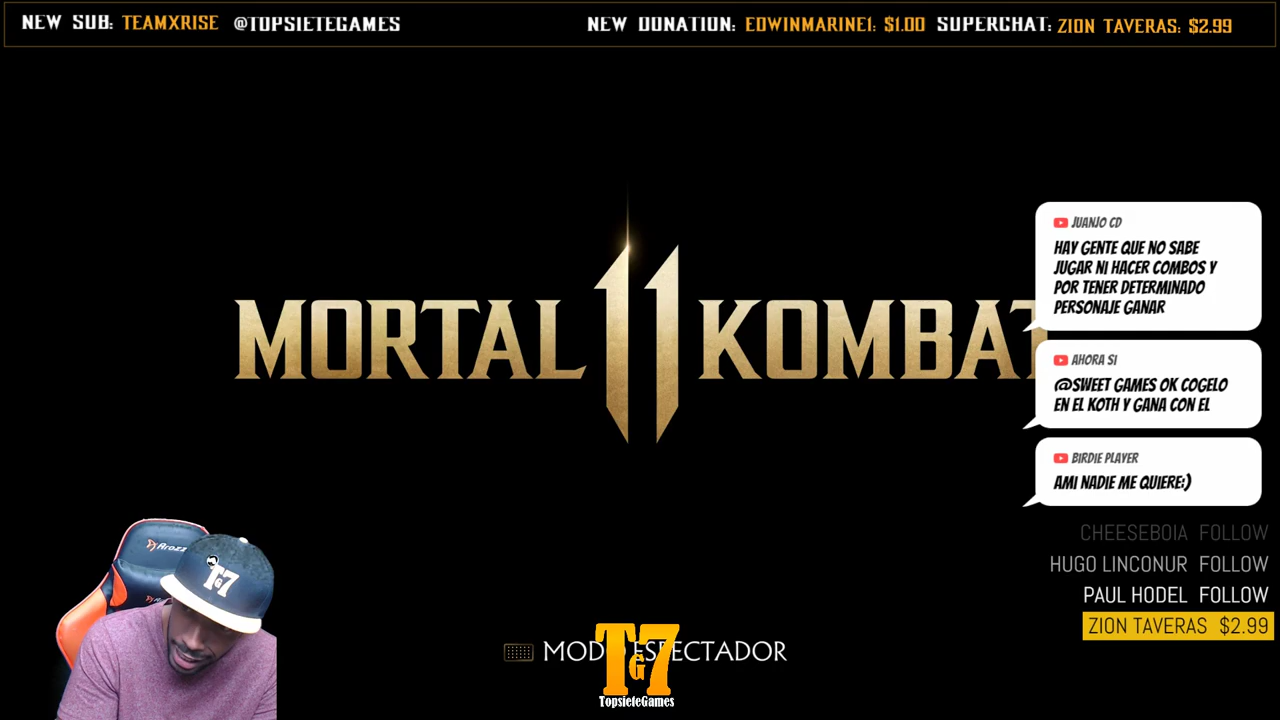 NEW SUB: TEAMXRISE @TOPSIETEGAMES
NEW DONATION: EDWINMARINE1: $1.00 SUPERCHAT: ZION TAVERAS: $2.99
MORTAL 11 KOMBAT
JUANJO CD
HAY GENTE QUE NO SABE
JUGAR NI HACER COMBOS Y
POR TENER DETERMINADO
PERSONAJE GANAR
AHORA SI
@SWEET GAMES OK COGELO
EN EL KOTH Y GANA CON EL
BIRDIE PLAYER
AMI NADIE ME QUIERE:)
CHEESEBOIA FOLLOW
HUGO LINCONUR FOLLOW
PAUL HODEL FOLLOW
ZION TAVERAS $2.99
Arozzi
TG7
MODO ESPECTADOR
TG7
TopsieteGames